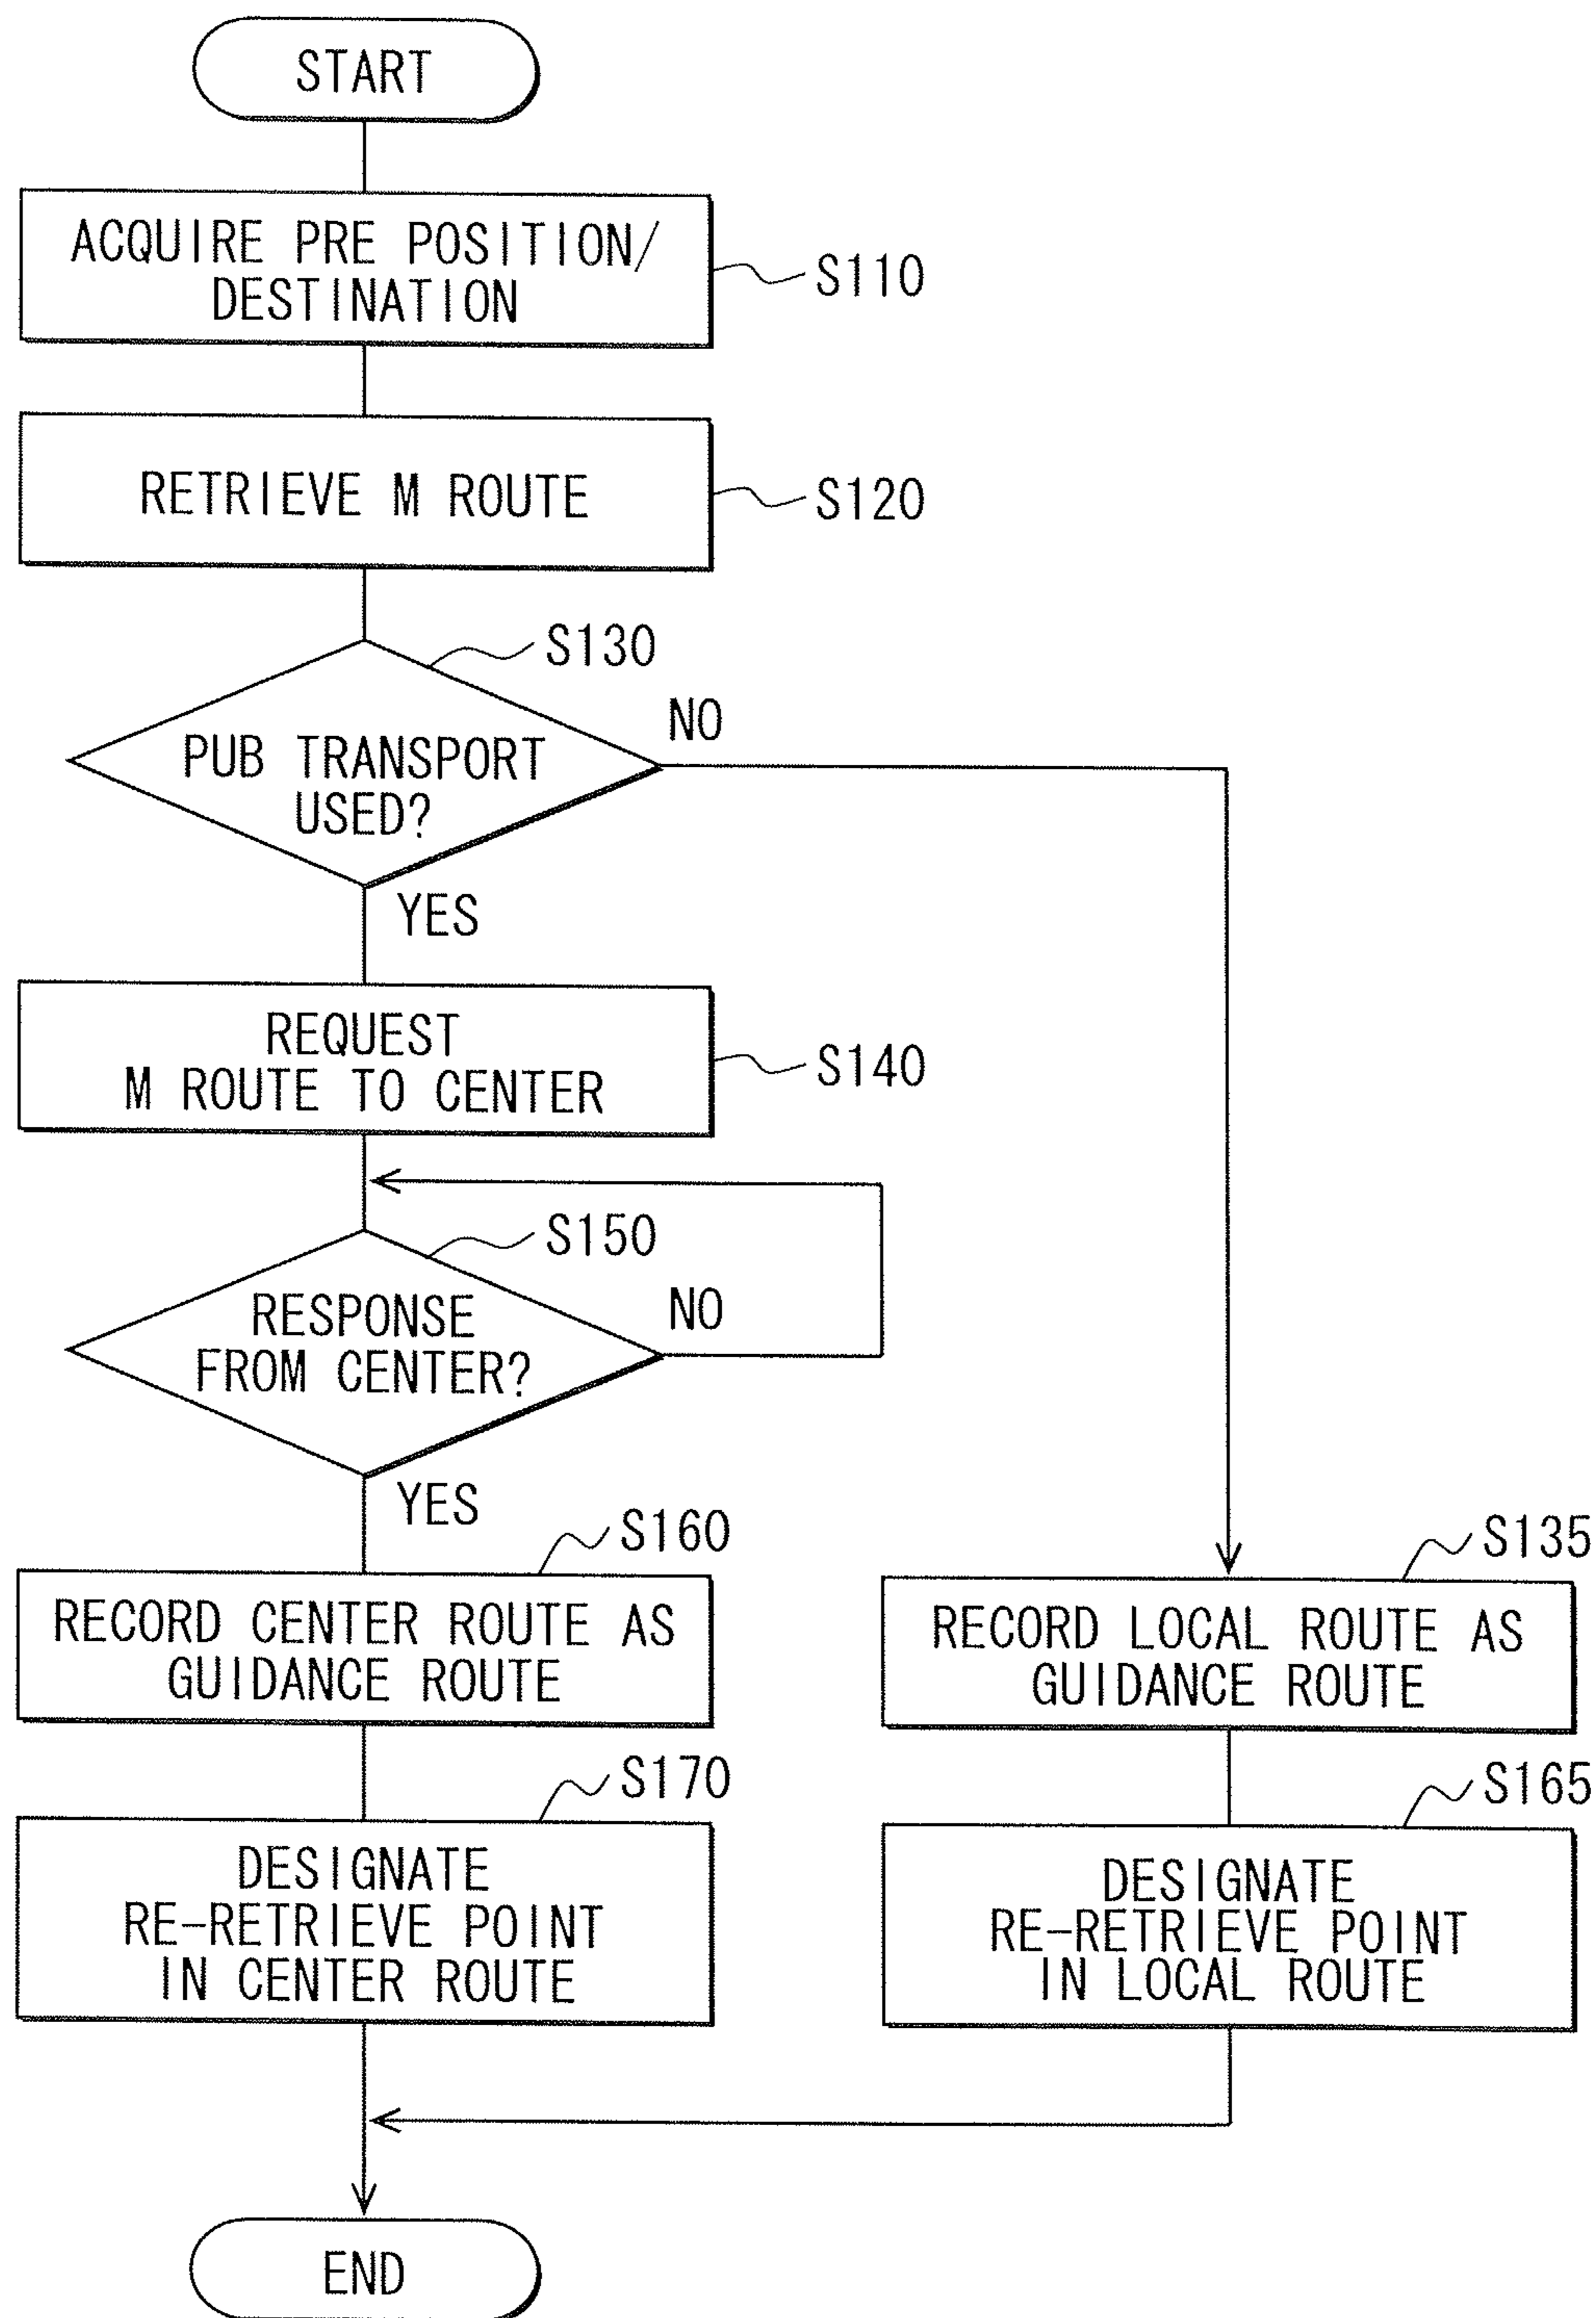 START
ACQUIRE PRE POSITION/
DESTINATION
S110
RETRIEVE M ROUTE
S120
S130
PUB TRANSPORT
USED?
NO
YES
REQUEST
M ROUTE TO CENTER
S140
S150
RESPONSE
FROM CENTER?
NO
YES
S160
RECORD CENTER ROUTE AS
GUIDANCE ROUTE
S135
RECORD LOCAL ROUTE AS
GUIDANCE ROUTE
S170
DESIGNATE
RE-RETRIEVE POINT
IN CENTER ROUTE
S165
DESIGNATE
RE-RETRIEVE POINT
IN LOCAL ROUTE
END